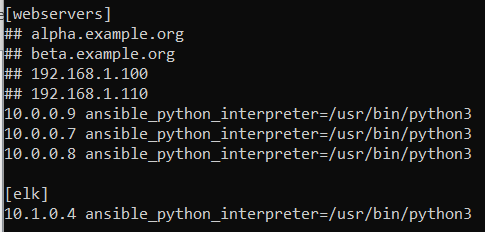 [webservers]
## alpha.example.org
## beta.example.org
## 192.168.1.100
## 192.168.1.110
10.0.0.9 ansible_python_interpreter=/usr/bin/python3
10.0.0.7 ansible_python_interpreter=/usr/bin/python3
10.0.0.8 ansible_python_interpreter=/usr/bin/python3
[elk]
10.1.0.4 ansible_python_interpreter=/usr/bin/python3